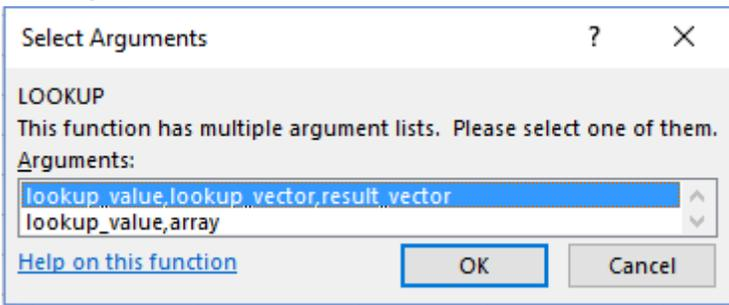 Select Arguments ? ×
LOOKUP
This function has multiple argument lists. Please select one of them.
Arguments:
lookup_value,lookup_vector,result_vector
lookup_value,array
Help on this function OK Cancel